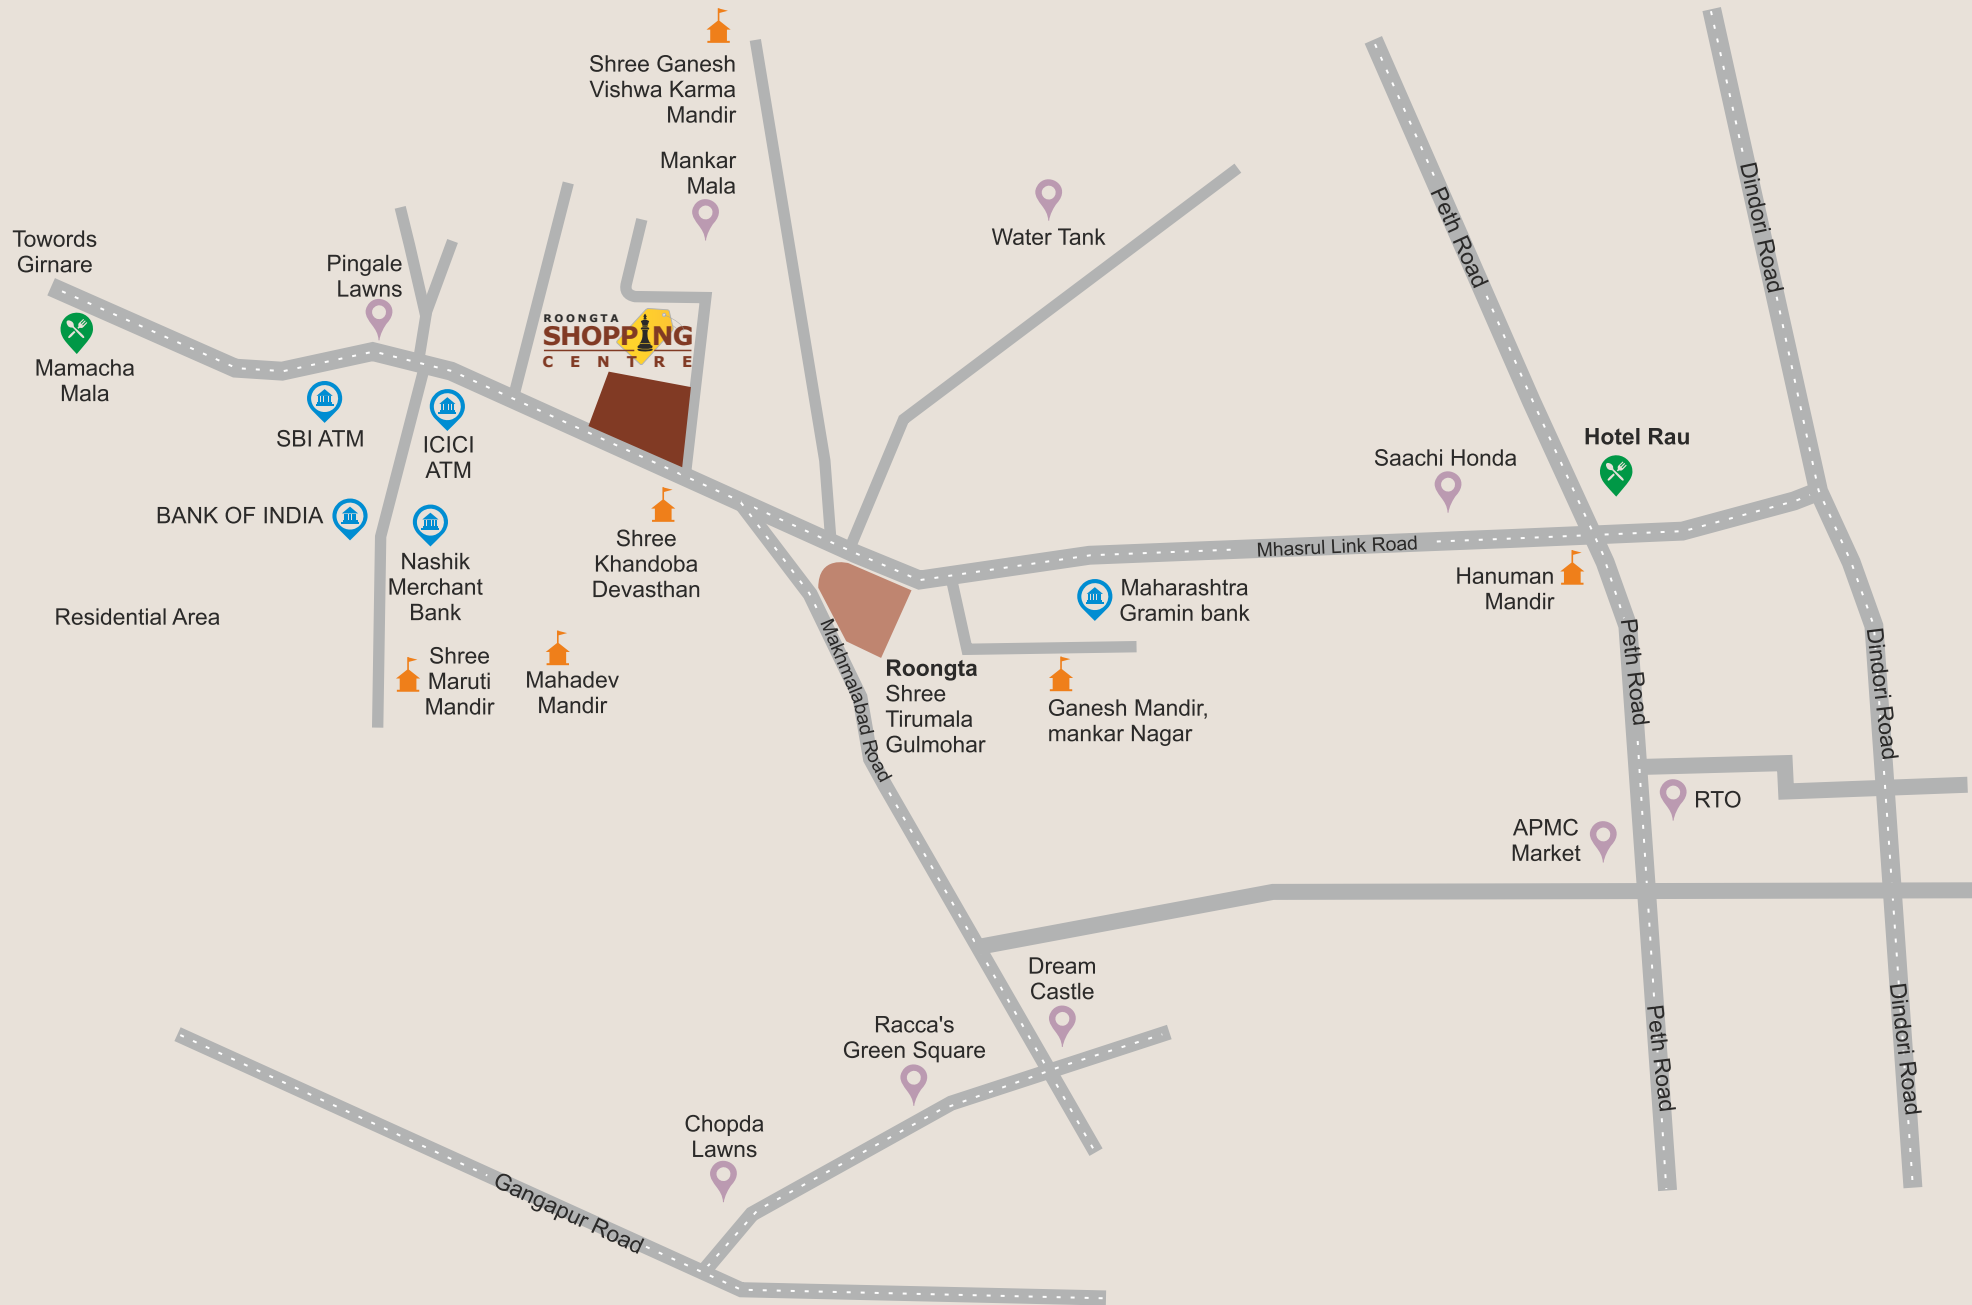 Shree Ganesh
Vishwa Karma
Mandir
Mankar
Mala
Water Tank
Peth Road
Dindori Road
Towords
Girnare
Pingale
Lawns
Mamacha
Mala
ROONGTA
SHOPPING
CENTRE
SBI ATM
ICICI
ATM
BANK OF INDIA
Nashik
Merchant
Bank
Shree
Khandoba
Devasthan
Saachi Honda
Hotel Rau
Mhasrul Link Road
Hanuman
Mandir
Maharashtra
Gramin bank
Residential Area
Shree
Maruti
Mandir
Mahadev
Mandir
Makhmalabad Road
Roongta
Shree
Tirumala
Gulmohar
Ganesh Mandir,
mankar Nagar
Peth Road
Dindori Road
RTO
APMC
Market
Dream
Castle
Racca's
Green Square
Peth Road
Dindori Road
Chopda
Lawns
Gangapur Road